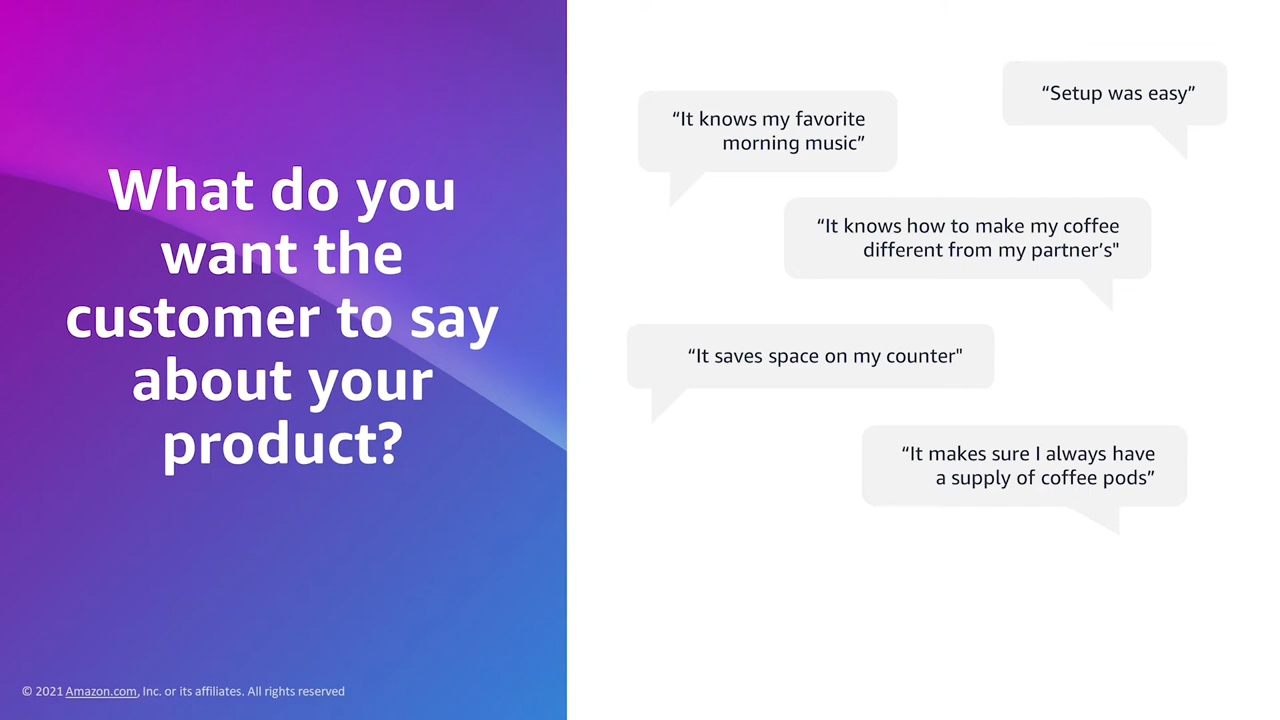 What do you
want the
customer to say
about your
product?
“It knows my favorite
morning music”
“Setup was easy”
“It knows how to make my coffee
different from my partner’s"
“It saves space on my counter"
“It makes sure I always have
a supply of coffee pods”
© 2021 Amazon.com, Inc. or its affiliates. All rights reserved